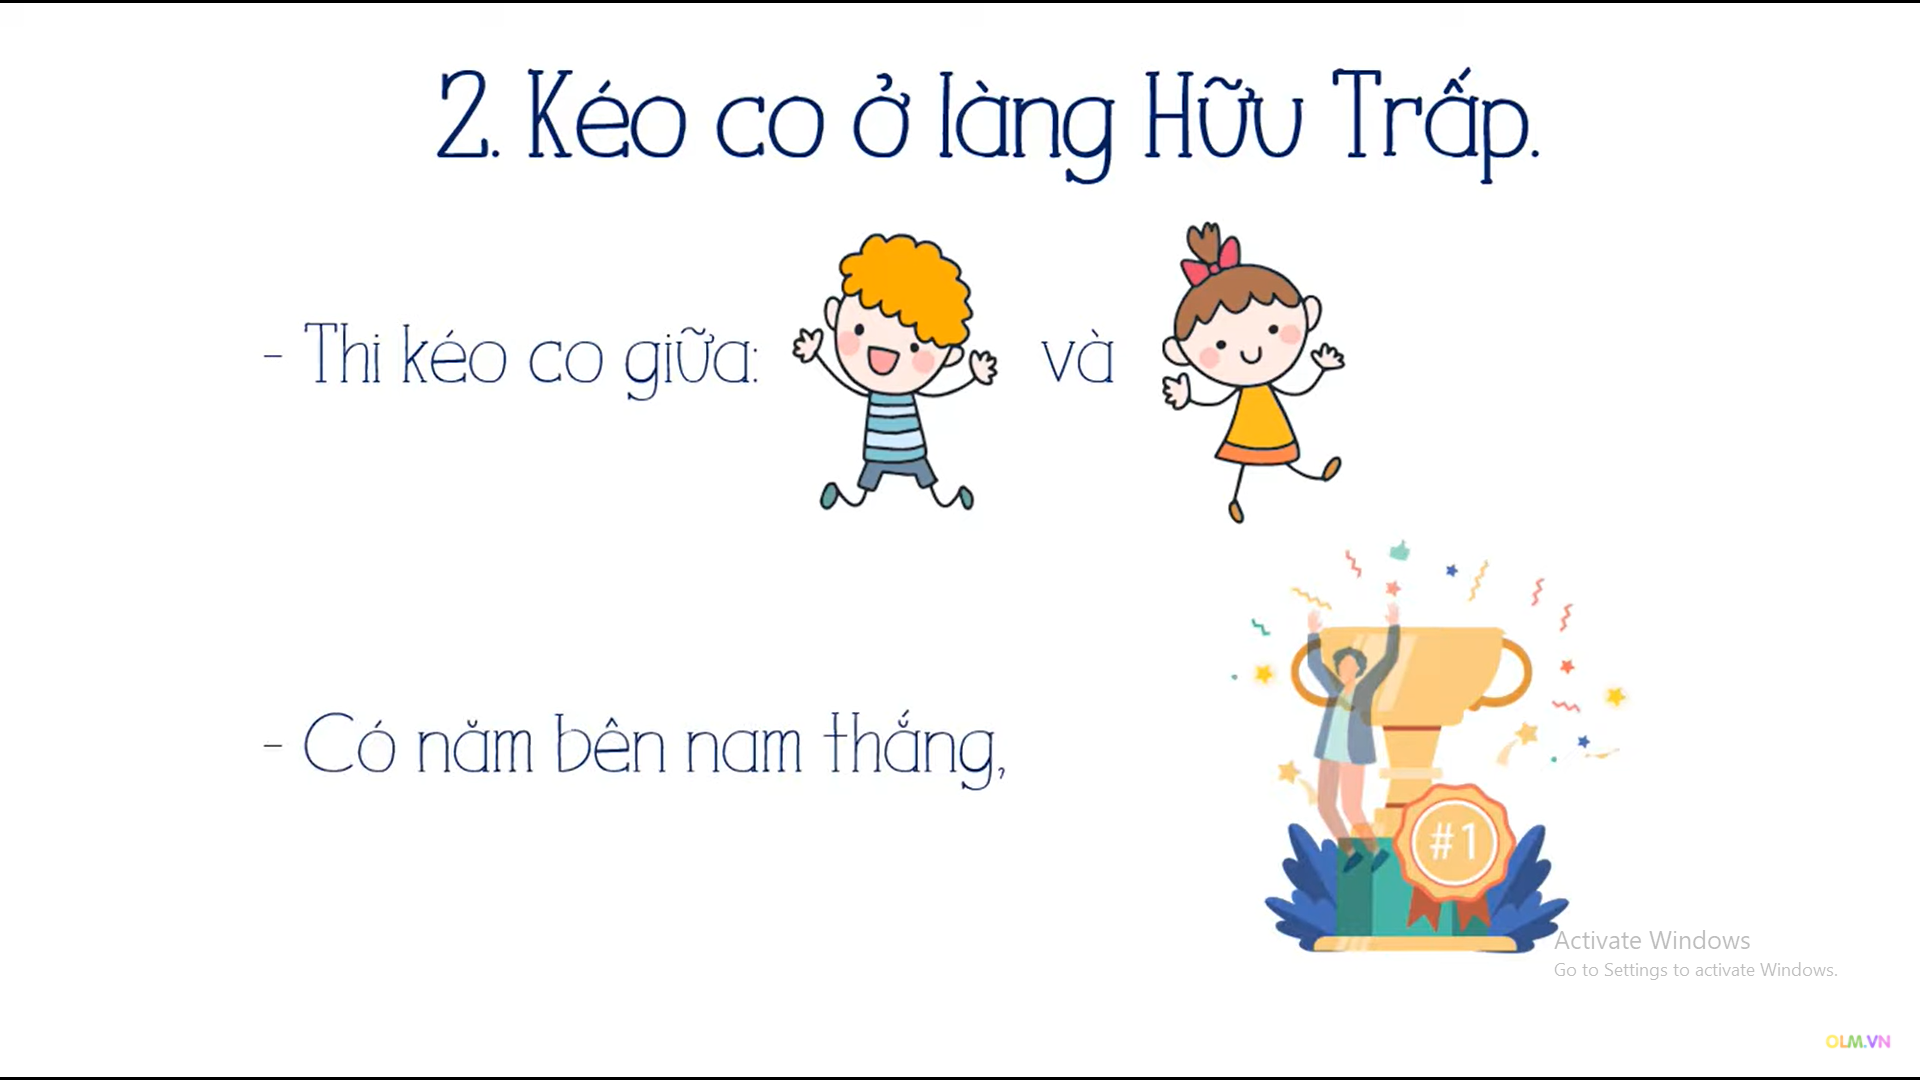 2. Kéo co ở làng Hữu Trấp.
- Thi kéo co giữa: và
- Có năm bên nam thắng,
#1
Activate Windows
Go to Settings to activate Windows.
OLM.VN